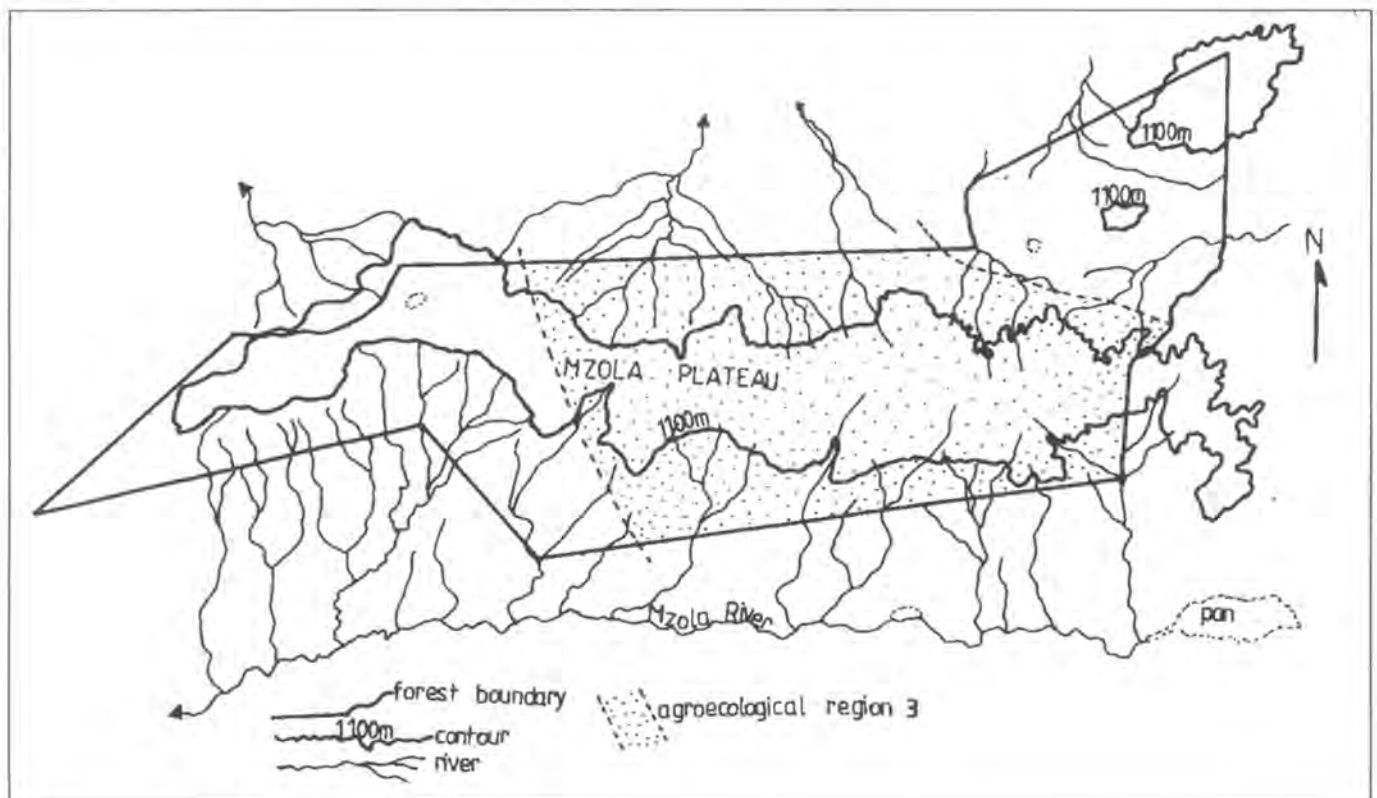 1100m
1100m
N
MZOLA PLATEAU
1100m
Mzola River
pan
forest boundary
1100m contour
river
agroecological region 3